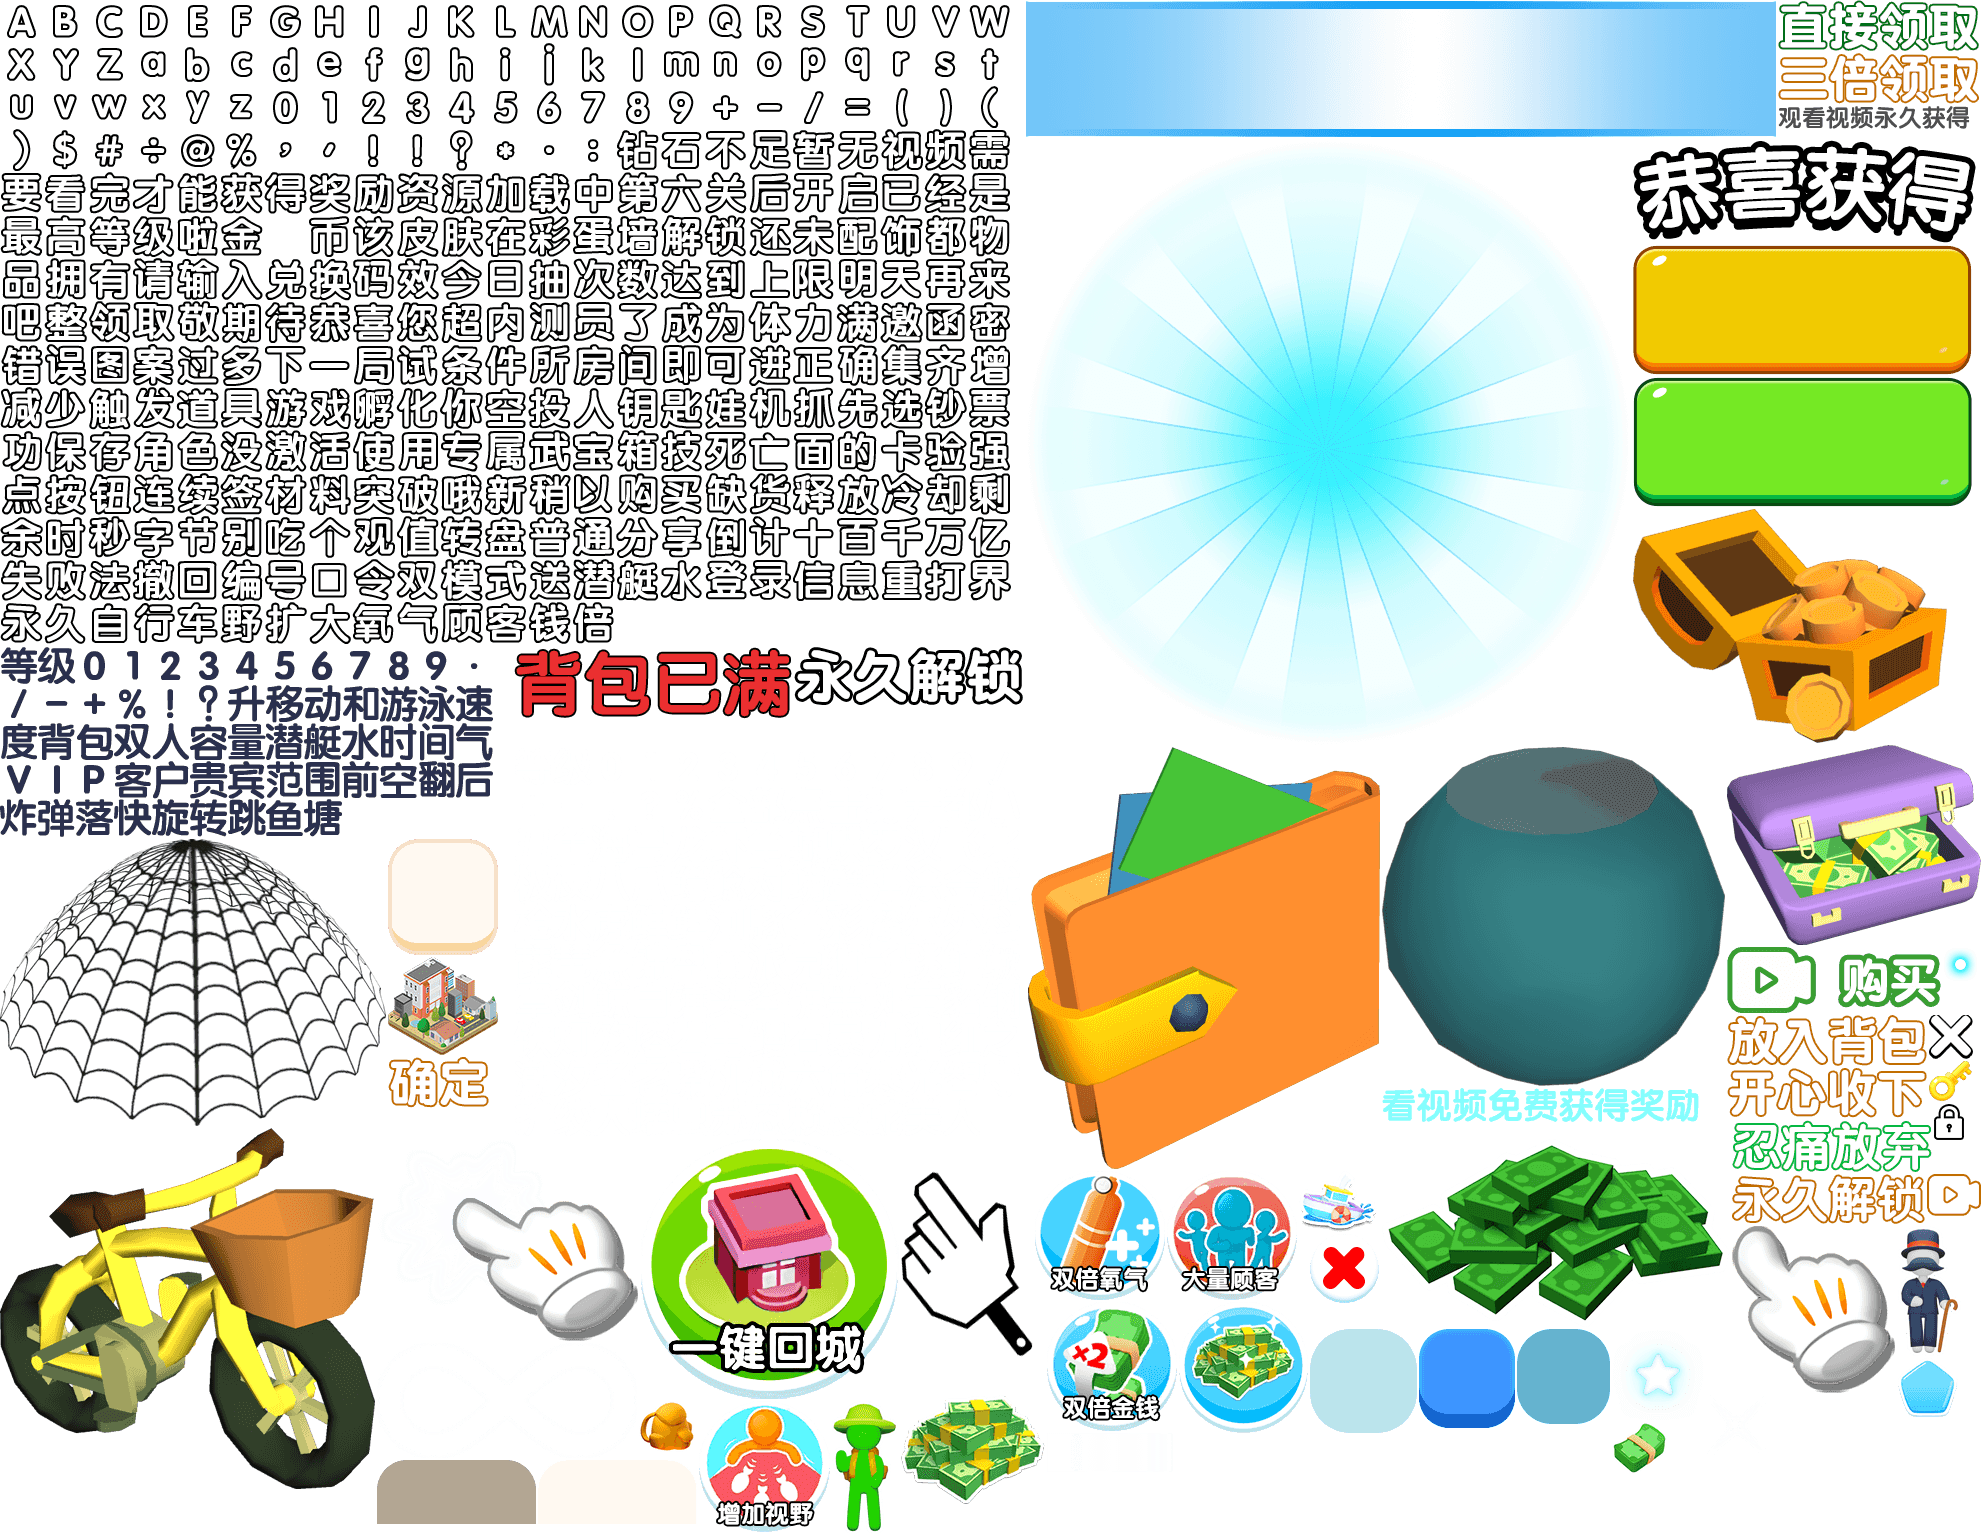 A B C D E F G H I J K L M N O P Q R S T U V W
X Y Z a b c d e f g h i j k l m n o p q r s t
u v w x y z 0 1 2 3 4 5 6 7 8 9 + - / = ( ) (
) $ # ÷ @ % , ′ ! ! ? * · : 钻石不足暂无视频需
要看完才能获得奖励资源加载中第六关后开启已经是
最高等级啦金 币该皮肤在彩蛋墙解锁还未配饰都物
品拥有请输入兑换码效今日抽次数达到上限明天再来
吧整领取敬期待恭喜您超内测员了成为体力满邀函密
错误图案过多下一局试条件所房间即可进正确集齐增
减少触发道具游戏孵化你空投人钥匙娃机抓先选钞票
功保存角色没激活使用专属武宝箱技死亡面的卡验强
点按钮连续签材料突破哦新稍以购买缺货释放冷却剩
余时秒字节别吃个观值转盘普通分享倒计十百千万亿
失败法撤回编号口令双模式送潜艇水登录信息重打界
永久自行车野扩大氧气顾客钱倍
等级0 1 2 3 4 5 6 7 8 9 ·
/ - + % ! ? 升移动和游泳速
度背包双人容量潜艇水时间气
V I P 客户贵宾范围前空翻后
炸弹落快旋转跳鱼塘
背包已满
永久解锁
直接领取
三倍领取
观看视频永久获得
恭喜获得
确定
看视频免费获得奖励
购买
放入背包
开心收下
忍痛放弃
永久解锁
一键回城
双倍氧气
大量顾客
×2
双倍金钱
增加视野